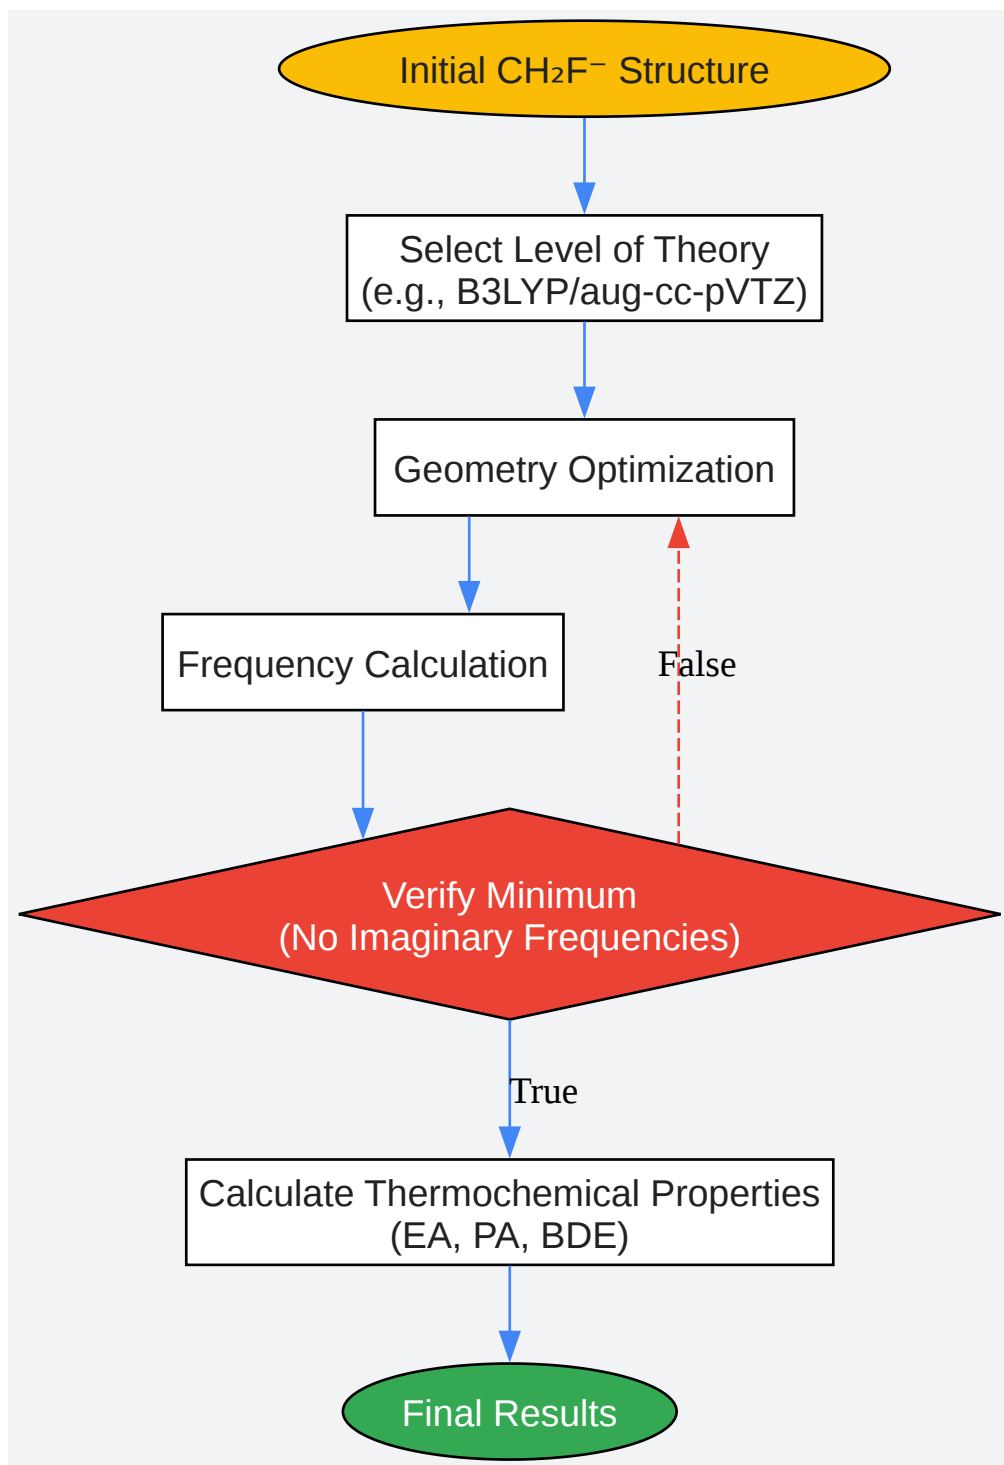 Initial CH₂F⁻ Structure
Select Level of Theory
(e.g., B3LYP/aug-cc-pVTZ)
Geometry Optimization
Frequency Calculation
False
Verify Minimum
(No Imaginary Frequencies)
True
Calculate Thermochemical Properties
(EA, PA, BDE)
Final Results